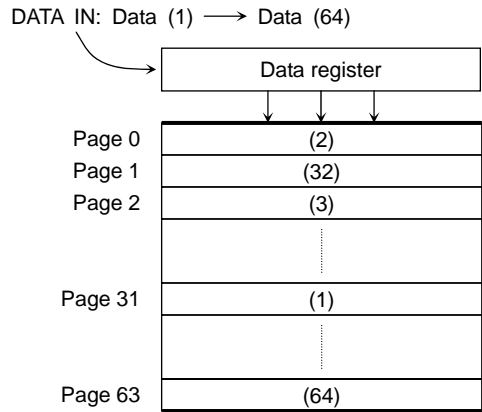 DATA IN: Data (1) ⟶ Data (64)
Data register
Page 0 (2)
Page 1 (32)
Page 2 (3)
Page 31 (1)
Page 63 (64)